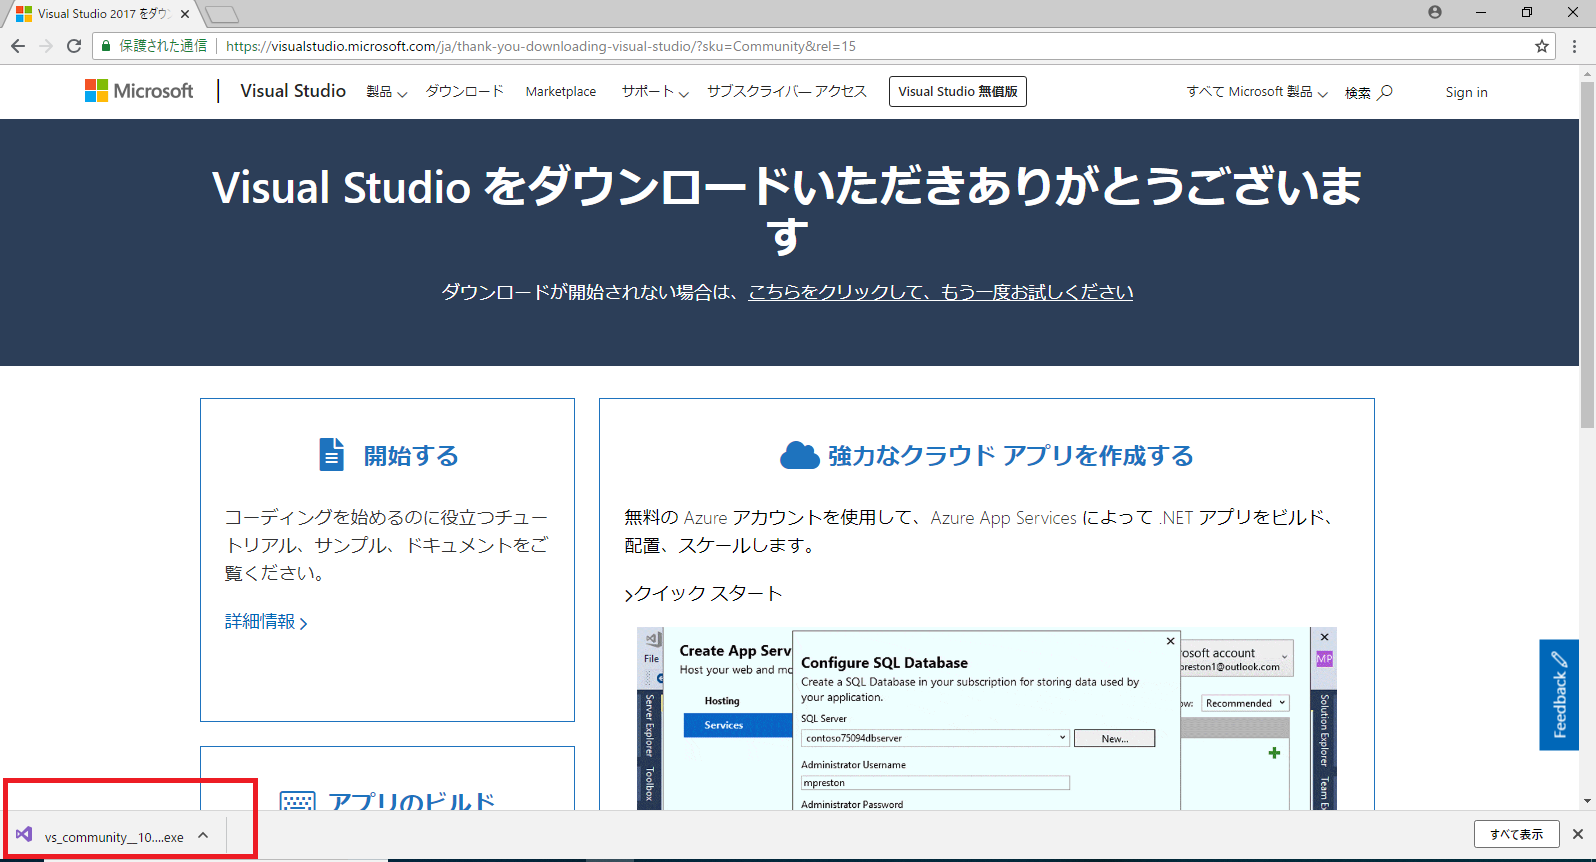 Visual Studio 2017 をダウ
保護された通信
https://visualstudio.microsoft.com/ja/thank-you-downloading-visual-studio/?sku=Community&rel=15
Microsoft
Visual Studio 製品 ダウンロード Marketplace サポート サブスクライバー アクセス Visual Studio 無償版 すべて Microsoft 製品 検索 Sign in
Visual Studio をダウンロードいただきありがとうございま
す
ダウンロードが開始されない場合は、こちらをクリックして、もう一度お試しください
開始する
コーディングを始めるのに役立つチュー
トリアル、サンプル、ドキュメントをご
覧ください。
詳細情報
強力なクラウド アプリを作成する
無料の Azure アカウントを使用して、Azure App Services によって .NET アプリをビルド、
配置、スケールします。
クイック スタート
File
Create App Serv
Host your web and mo
Hosting
Services
Server Explorer
Toolbox
Configure SQL Database
Create a SQL Database in your subscription for storing data used by
your application.
SQL Server
contoso75094dbserver
New...
Administrator Username
mpreston
Administrator Password
rosoft account
preston1@outlook.com
ow: Recommended
MP
Solution Explorer
Team Ex
Feedback
アプリのビルド
vs_community__10....exe
すべて表示